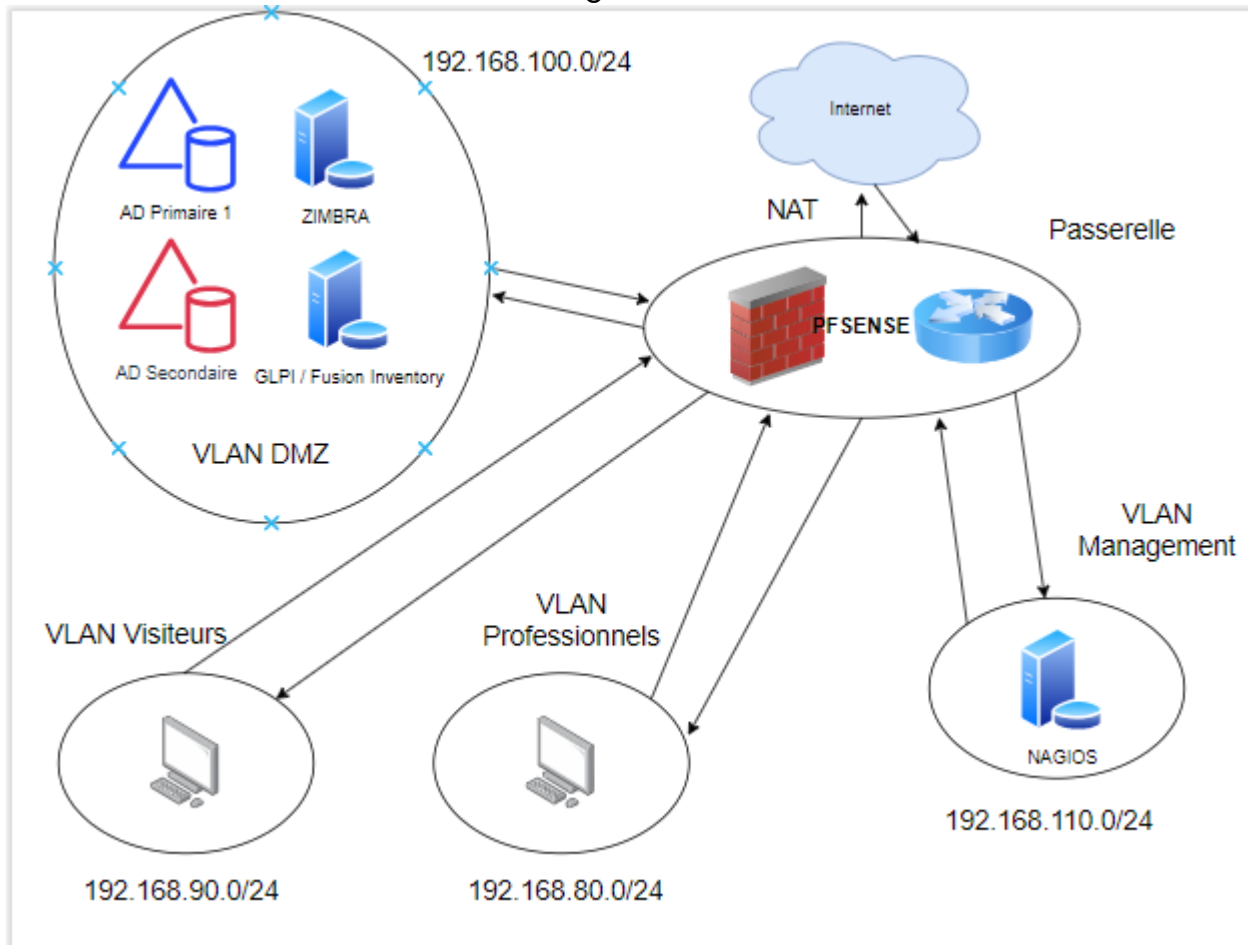 192.168.100.0/24
Internet
AD Primaire 1
ZIMBRA
NAT
Passerelle
PFSENSE
AD Secondaire
GLPI / Fusion Inventory
VLAN DMZ
VLAN
Management
VLAN Visiteurs
VLAN
Professionnels
NAGIOS
192.168.110.0/24
192.168.90.0/24
192.168.80.0/24